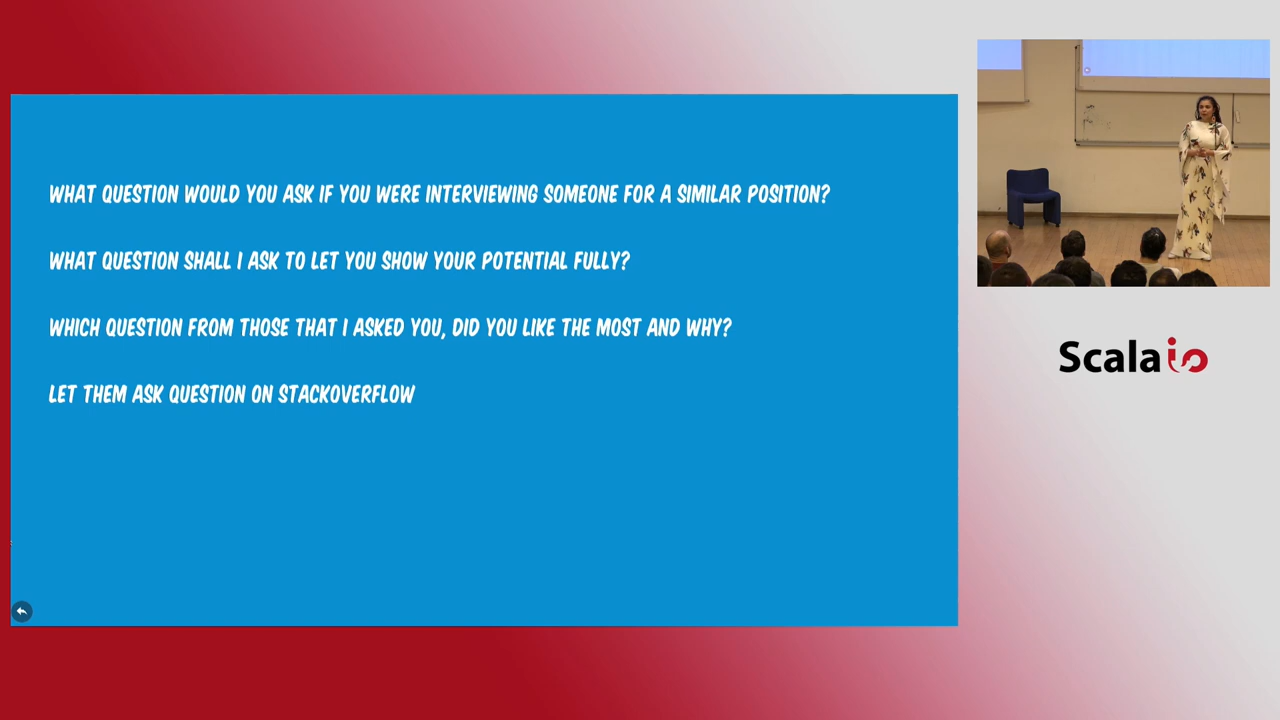 WHAT QUESTION WOULD YOU ASK IF YOU WERE INTERVIEWING SOMEONE FOR A SIMILAR POSITION?
WHAT QUESTION SHALL I ASK TO LET YOU SHOW YOUR POTENTIAL FULLY?
WHICH QUESTION FROM THOSE THAT I ASKED YOU, DID YOU LIKE THE MOST AND WHY?
LET THEM ASK QUESTION ON STACKOVERFLOW
Scala io